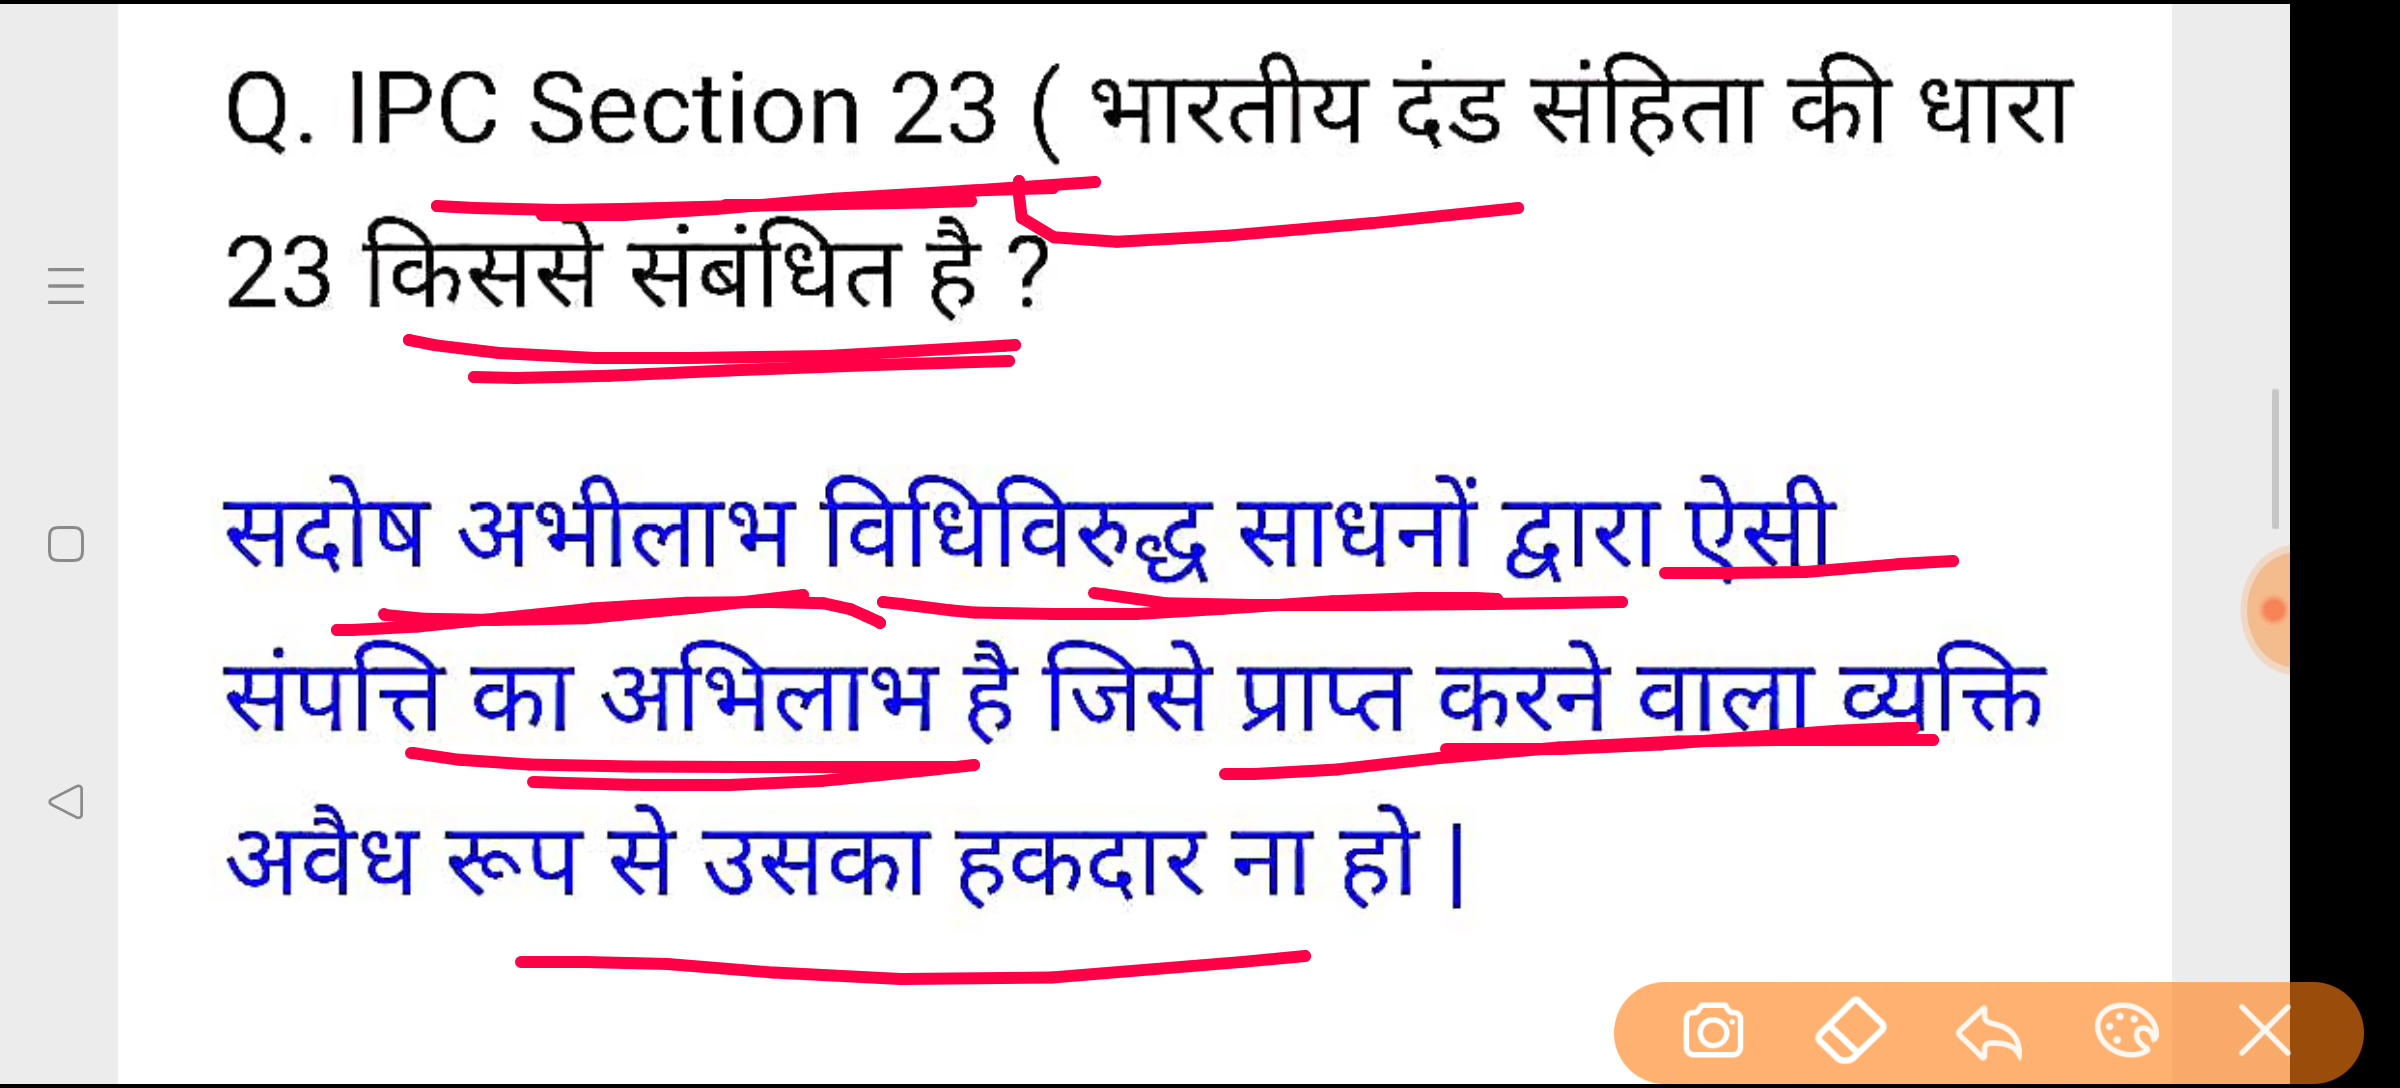 Q. IPC Section 23 ( भारतीय दंड संहिता की धारा
23 किससे संबंधित है ?
सदोष अभीलाभ विधिविरुद्ध साधनों द्वारा ऐसी
संपत्ति का अभिलाभ है जिसे प्राप्त करने वाला व्यक्ति
अवैध रूप से उसका हकदार ना हो |